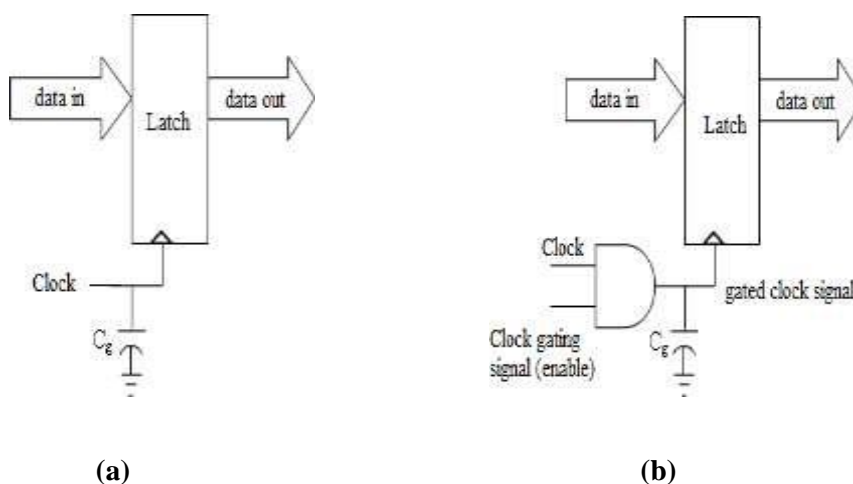 data in
Latch
data out
Clock
Cg
(a)
data in
Latch
data out
Clock
gated clock signal
Clock gating
signal (enable)
Cg
(b)